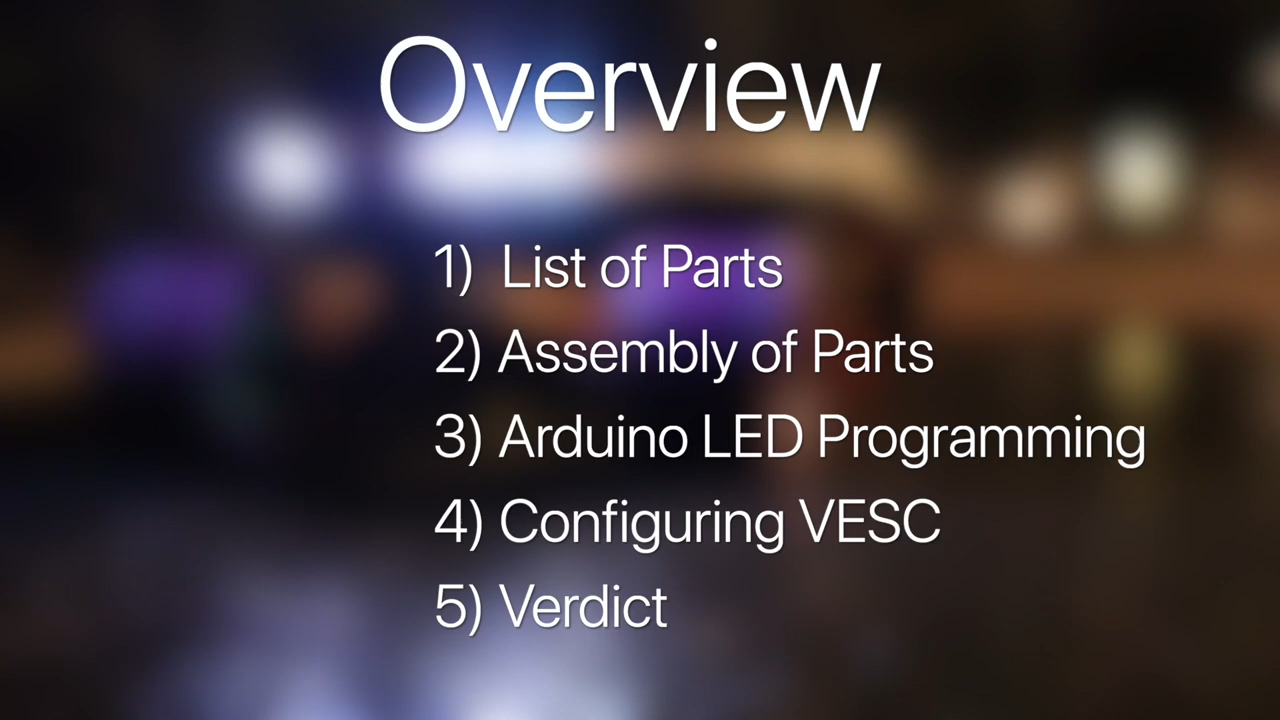 Overview
1) List of Parts
2) Assembly of Parts
3) Arduino LED Programming
4) Configuring VESC
5) Verdict